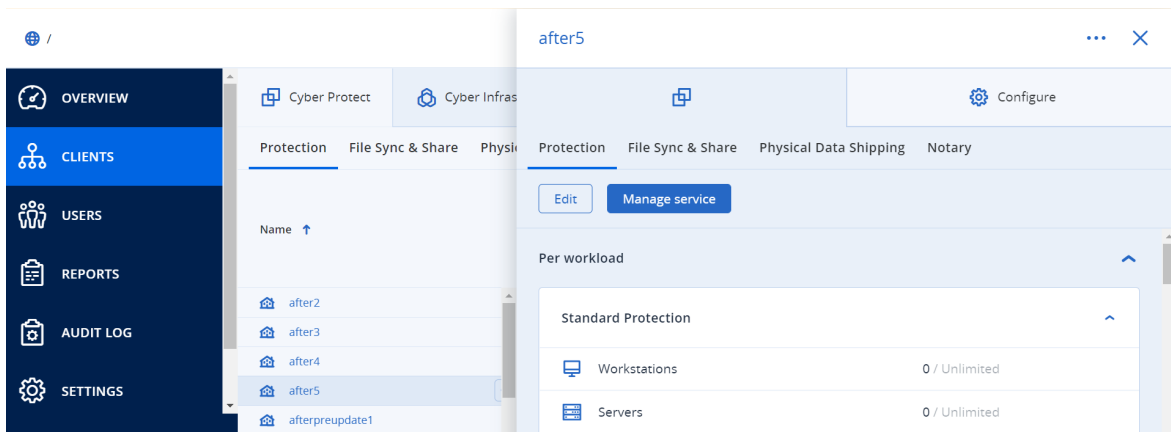 /
OVERVIEW
CLIENTS
USERS
REPORTS
AUDIT LOG
SETTINGS
Cyber Protect
Cyber Infras
Protection File Sync & Share Physi
Name
after2
after3
after4
after5
afterpreupdate1
after5
Configure
Protection File Sync & Share Physical Data Shipping Notary
Edit Manage service
Per workload
Standard Protection
Workstations 0 / Unlimited
Servers 0 / Unlimited